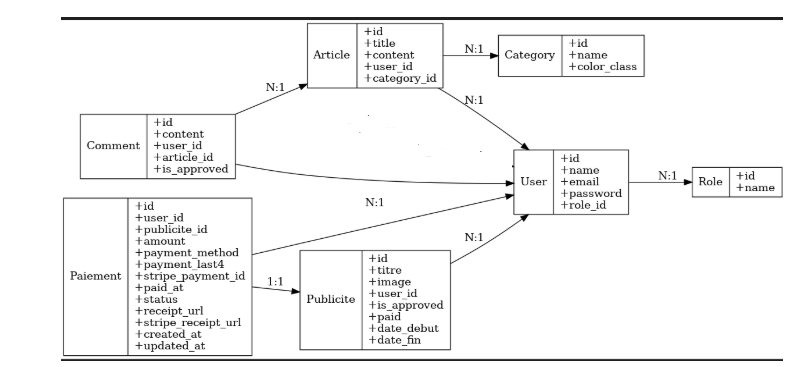 Article
+id
+title
+content
+user_id
+category_id
N:1
Category
+id
+name
+color_class
N:1
N:1
Comment
+id
+content
+user_id
+article_id
+is_approved
User
+id
+name
+email
+password
+role_id
N:1
Role
+id
+name
N:1
Paiement
+id
+user_id
+publicite_id
+amount
+payment_method
+payment_last4
+stripe_payment_id
+paid_at
+status
+receipt_url
+stripe_receipt_url
+created_at
+updated_at
1:1
N:1
Publicite
+id
+titre
+image
+user_id
+is_approved
+paid
+date_debut
+date_fin